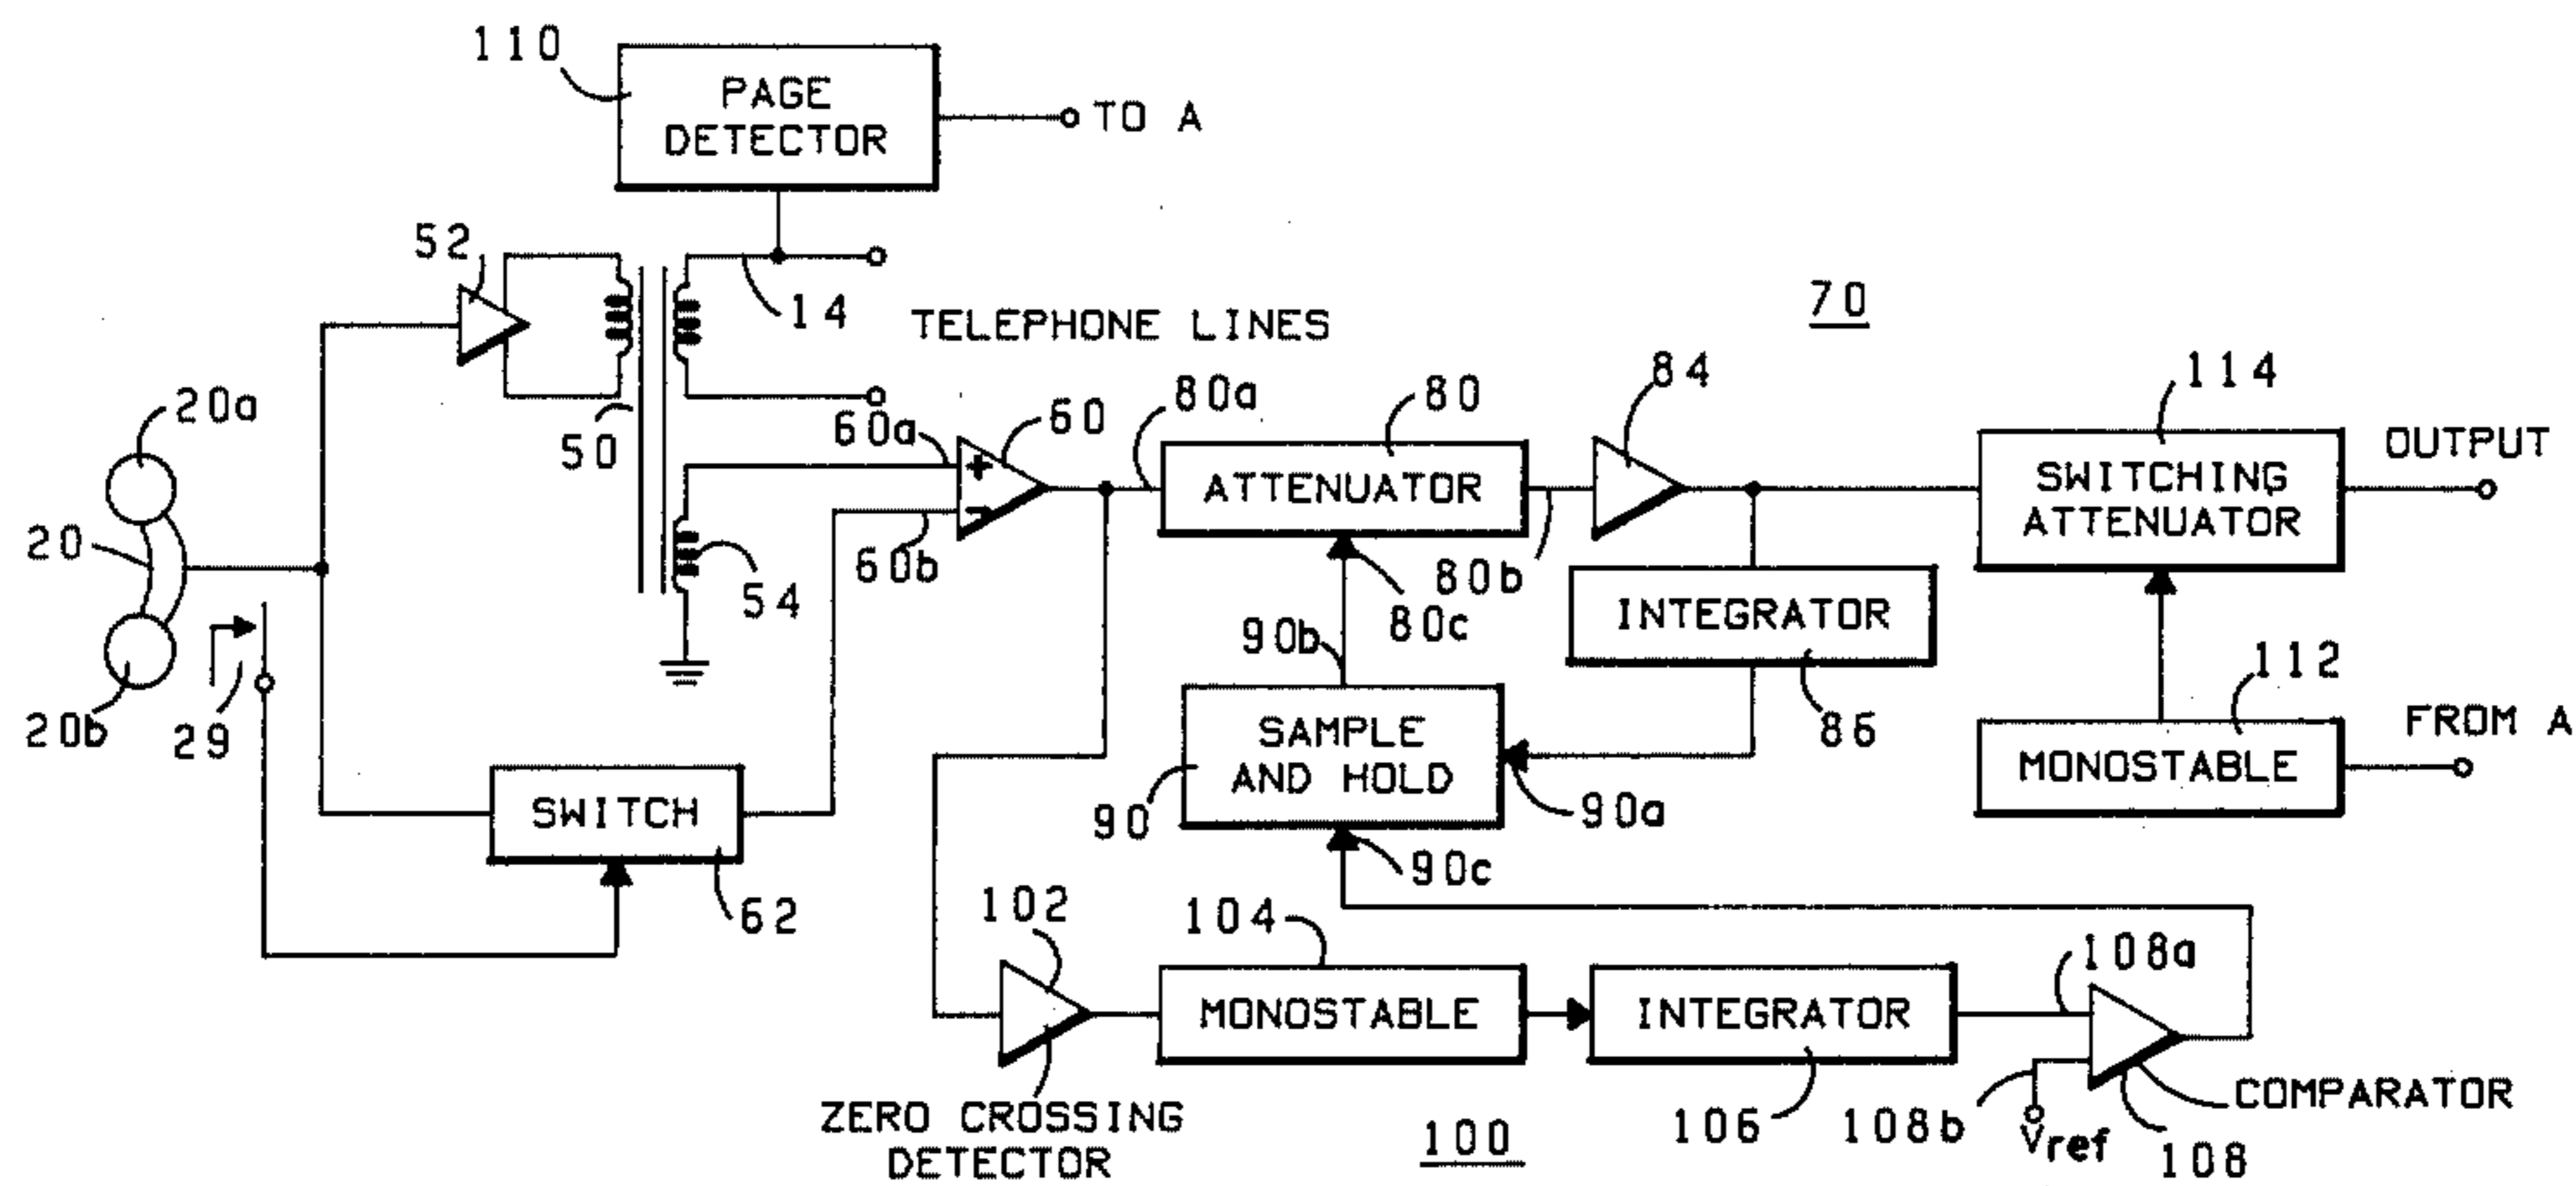 110
PAGE
DETECTOR
TO A
52
14
TELEPHONE LINES
70
84
114
20a
50
60a
60
80a
80
OUTPUT
ATTENUATOR
SWITCHING
ATTENUATOR
20
60b
54
80b
80c
90b
INTEGRATOR
112
20b
29
SAMPLE
AND HOLD
86
FROM A
MONOSTABLE
SWITCH
90
90a
90c
62
102
104
108a
MONOSTABLE
INTEGRATOR
COMPARATOR
ZERO CROSSING
DETECTOR
100
106
108b
Vref
108